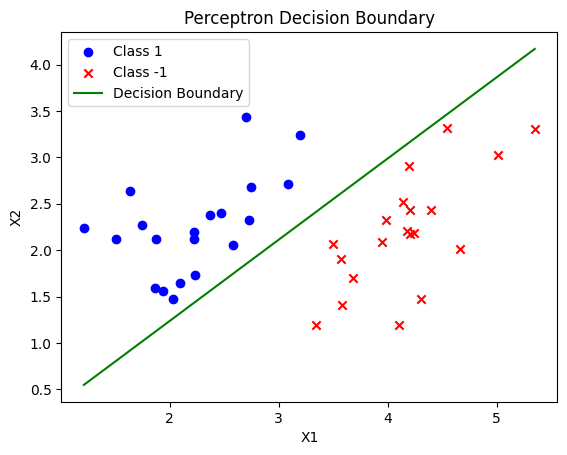 Perceptron Decision Boundary
Class 1
Class -1
Decision Boundary
4.0
3.5
3.0
2.5
2.0
1.5
1.0
0.5
X2
2
3
4
5
X1